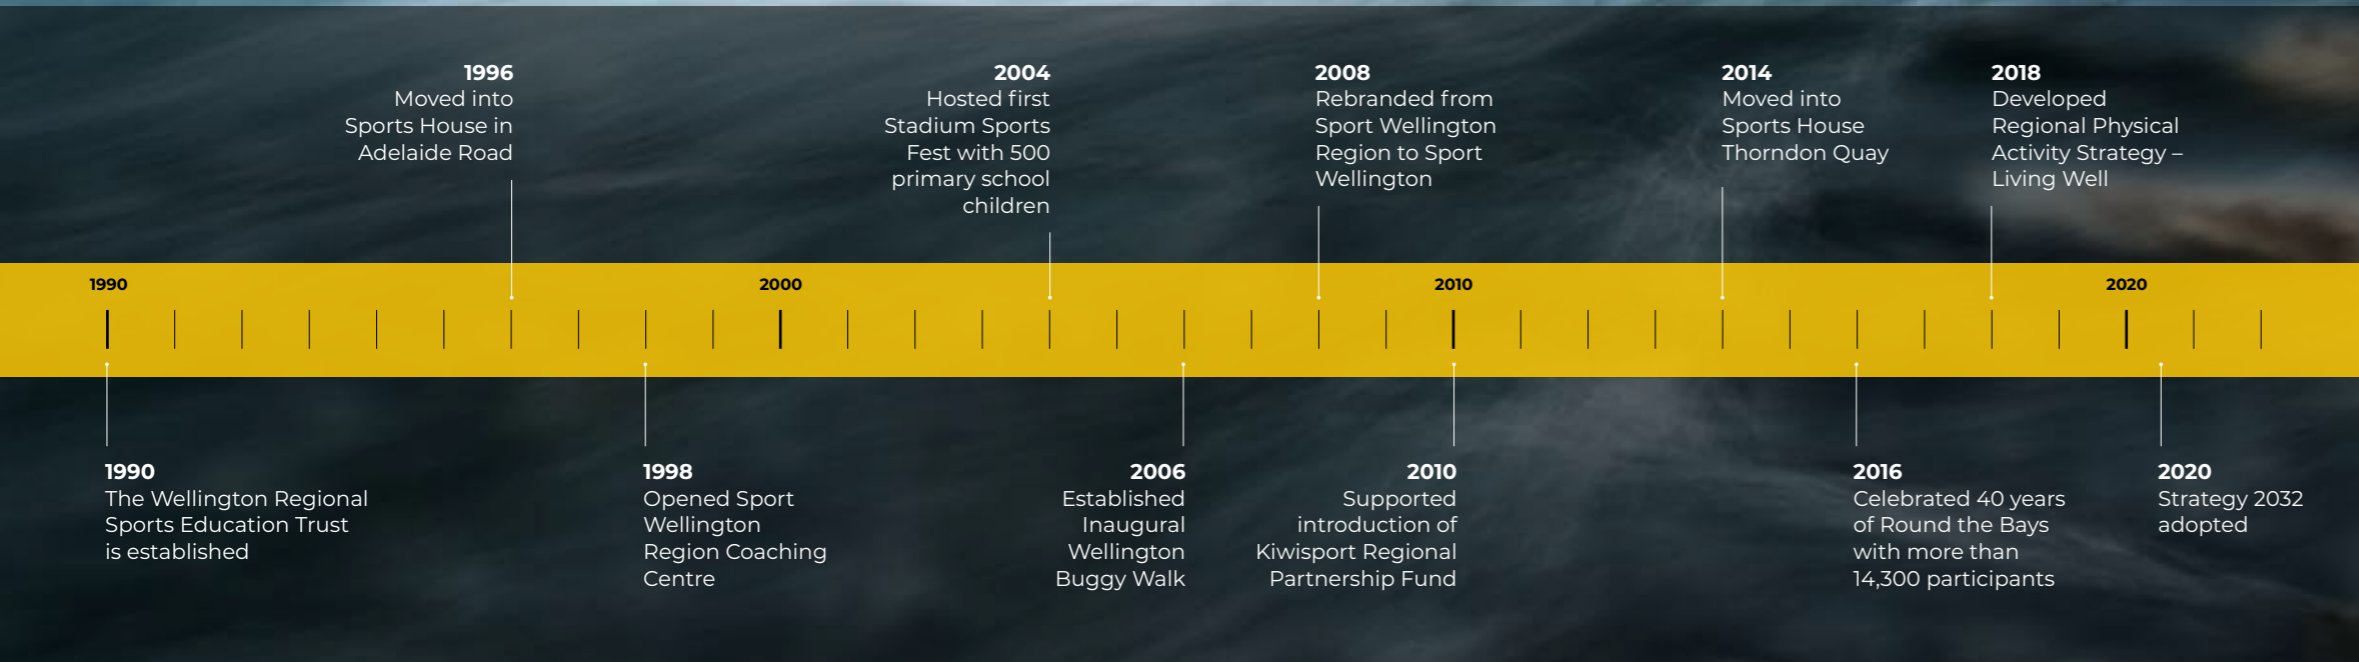 1996
Moved into
Sports House in
Adelaide Road
2004
Hosted first
Stadium Sports
Fest with 500
primary school
children
2008
Rebranded from
Sport Wellington
Region to Sport
Wellington
2014
Moved into
Sports House
Thorndon Quay
2018
Developed
Regional Physical
Activity Strategy –
Living Well
1990
2000
2010
2020
1990
The Wellington Regional
Sports Education Trust
is established
1998
Opened Sport
Wellington
Region Coaching
Centre
2006
Established
Inaugural
Wellington
Buggy Walk
2010
Supported
introduction of
Kiwisport Regional
Partnership Fund
2016
Celebrated 40 years
of Round the Bays
with more than
14,300 participants
2020
Strategy 2032
adopted